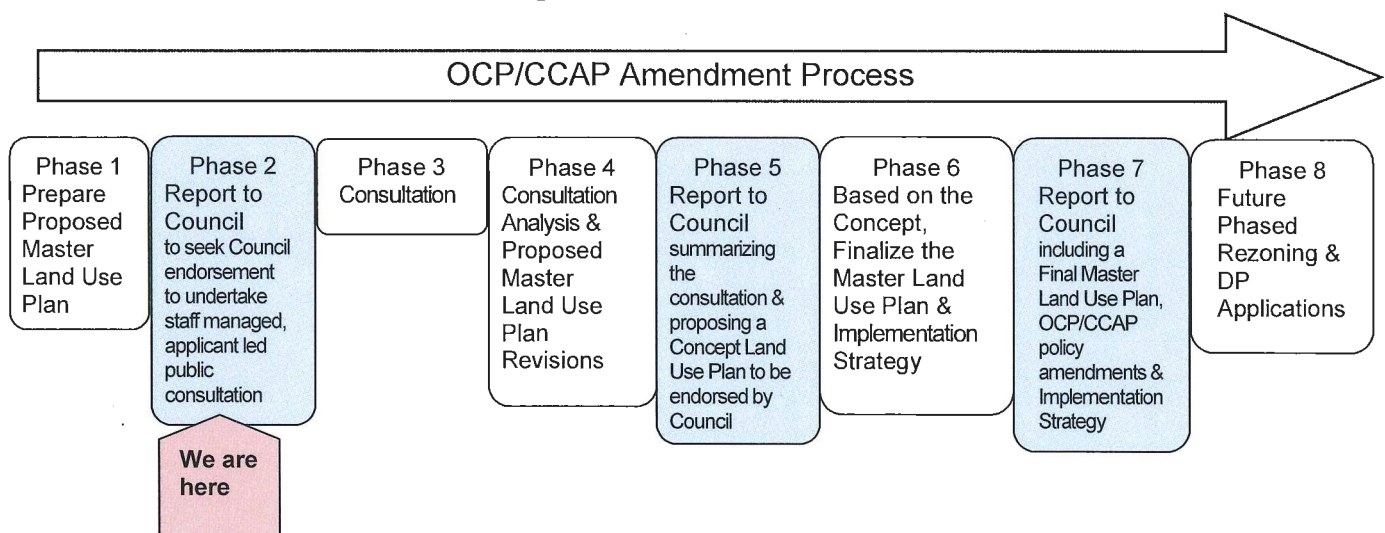 OCP/CCAP Amendment Process
Phase 1
Prepare
Proposed
Master
Land Use
Plan
Phase 2
Report to
Council
to seek Council
endorsement
to undertake
staff managed,
applicant led
public
consultation
Phase 3
Consultation
Phase 4
Consultation
Analysis &
Proposed
Master
Land Use
Plan
Revisions
Phase 5
Report to
Council
summarizing
the
consultation &
proposing a
Concept Land
Use Plan to be
endorsed by
Council
Phase 6
Based on the
Concept,
Finalize the
Master Land
Use Plan &
Implementation
Strategy
Phase 7
Report to
Council
including a
Final Master
Land Use Plan,
OCP/CCAP
policy
amendments &
Implementation
Strategy
Phase 8
Future
Phased
Rezoning &
DP
Applications
We are
here